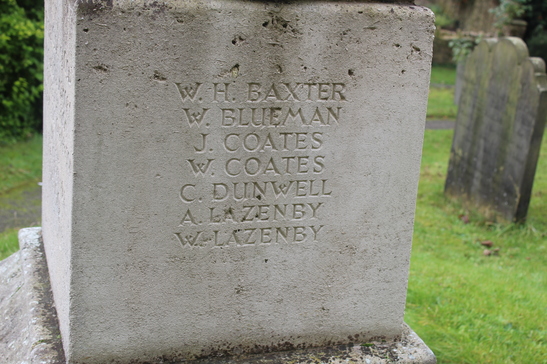 W. H. BAXTER
W. BLUEMAN
J. COATES
W. COATES
C. DUNWELL
A. LAZENBY
W. LAZENBY